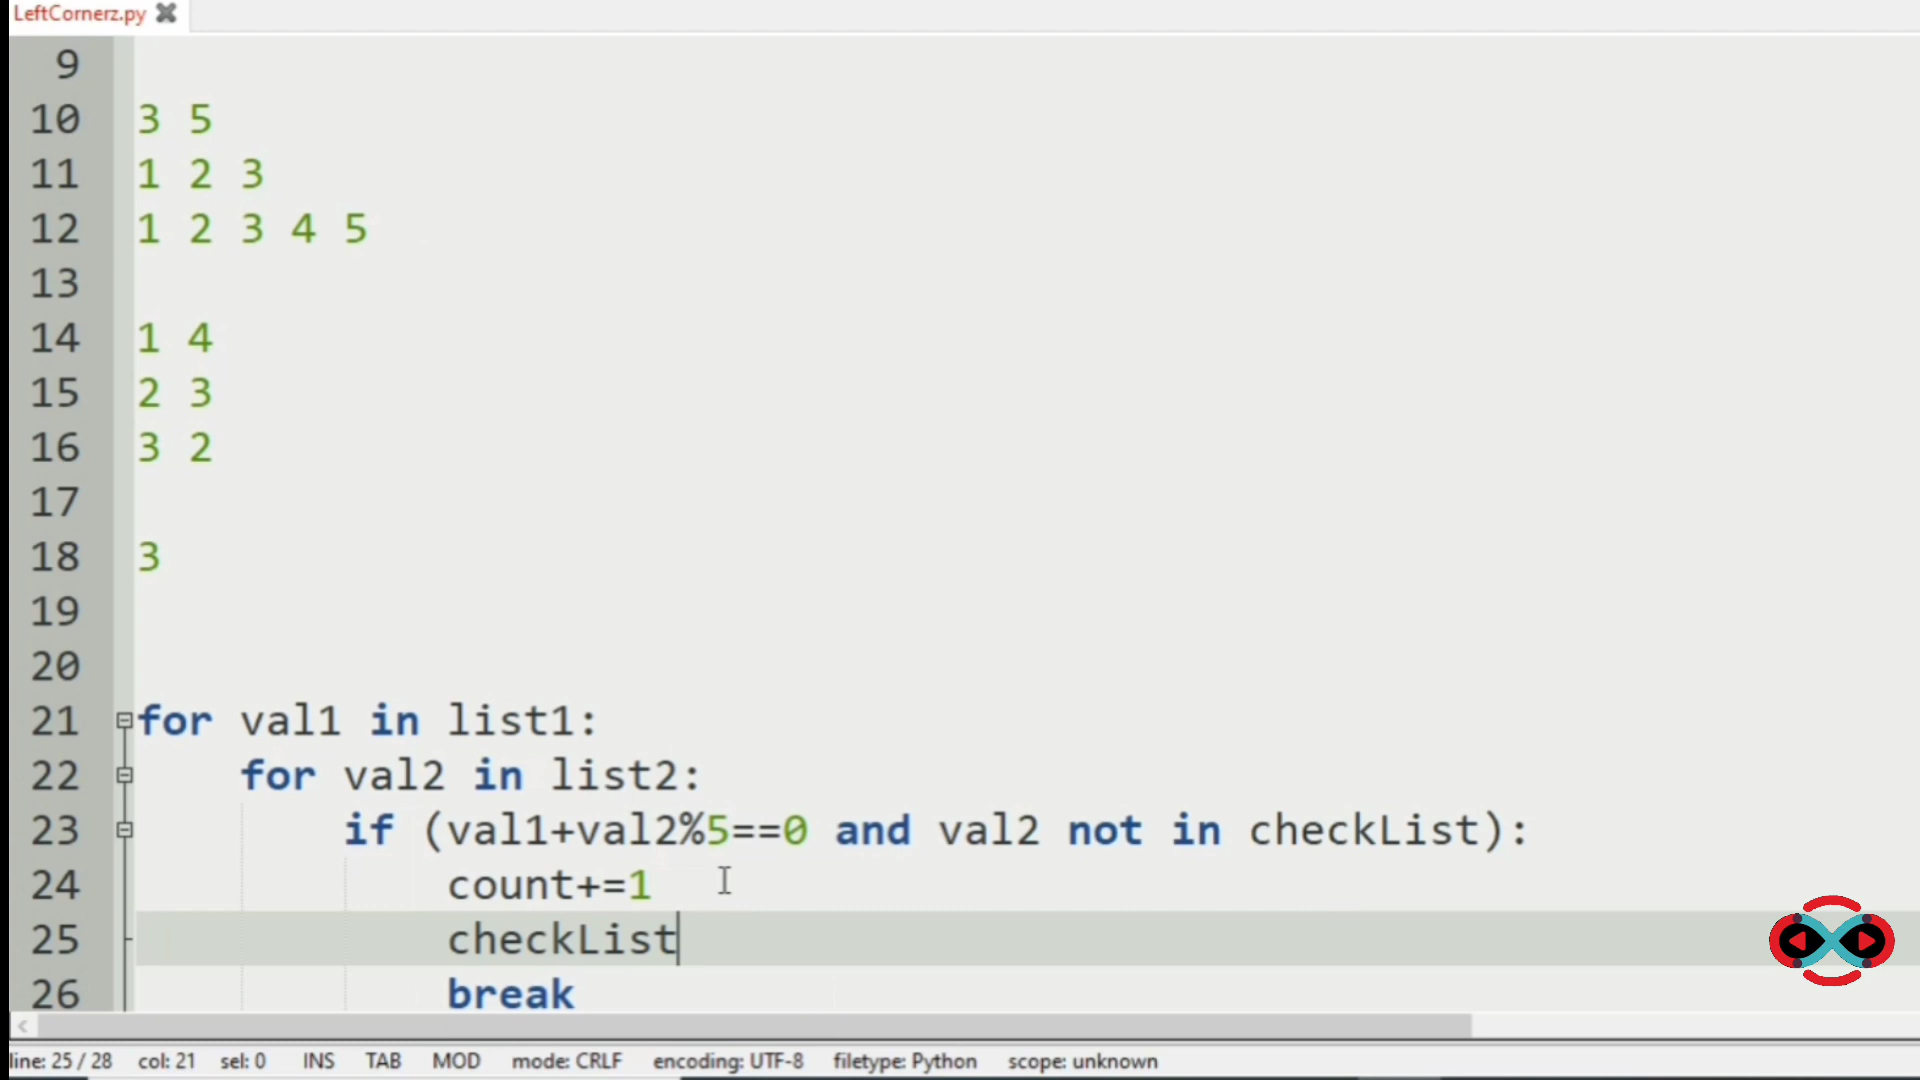 LeftCornerz.py
9
10 3 5
11 1 2 3
12 1 2 3 4 5
13
14 1 4
15 2 3
16 3 2
17
18 3
19
20
21 for val1 in list1:
22 for val2 in list2:
23 if (val1+val2%5==0 and val2 not in checkList):
24 count+=1
25 checkList
26 break
line: 25 / 28 col: 21 sel: 0 INS TAB MOD mode: CRLF encoding: UTF-8 filetype: Python scope: unknown